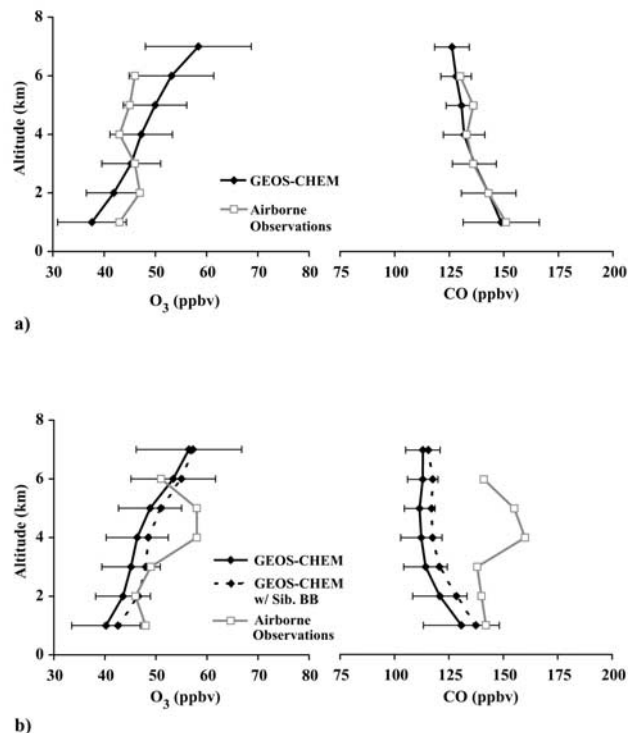 a)
Altitude (km)
8
6
4
2
0
30 40 50 60 70 80
O3 (ppbv)
GEOS-CHEM
Airborne
Observations
75 100 125 150 175 200
CO (ppbv)
b)
Altitude (km)
8
6
4
2
0
30 40 50 60 70 80
O3 (ppbv)
GEOS-CHEM
GEOS-CHEM
w/ Sib. BB
Airborne
Observations
75 100 125 150 175 200
CO (ppbv)